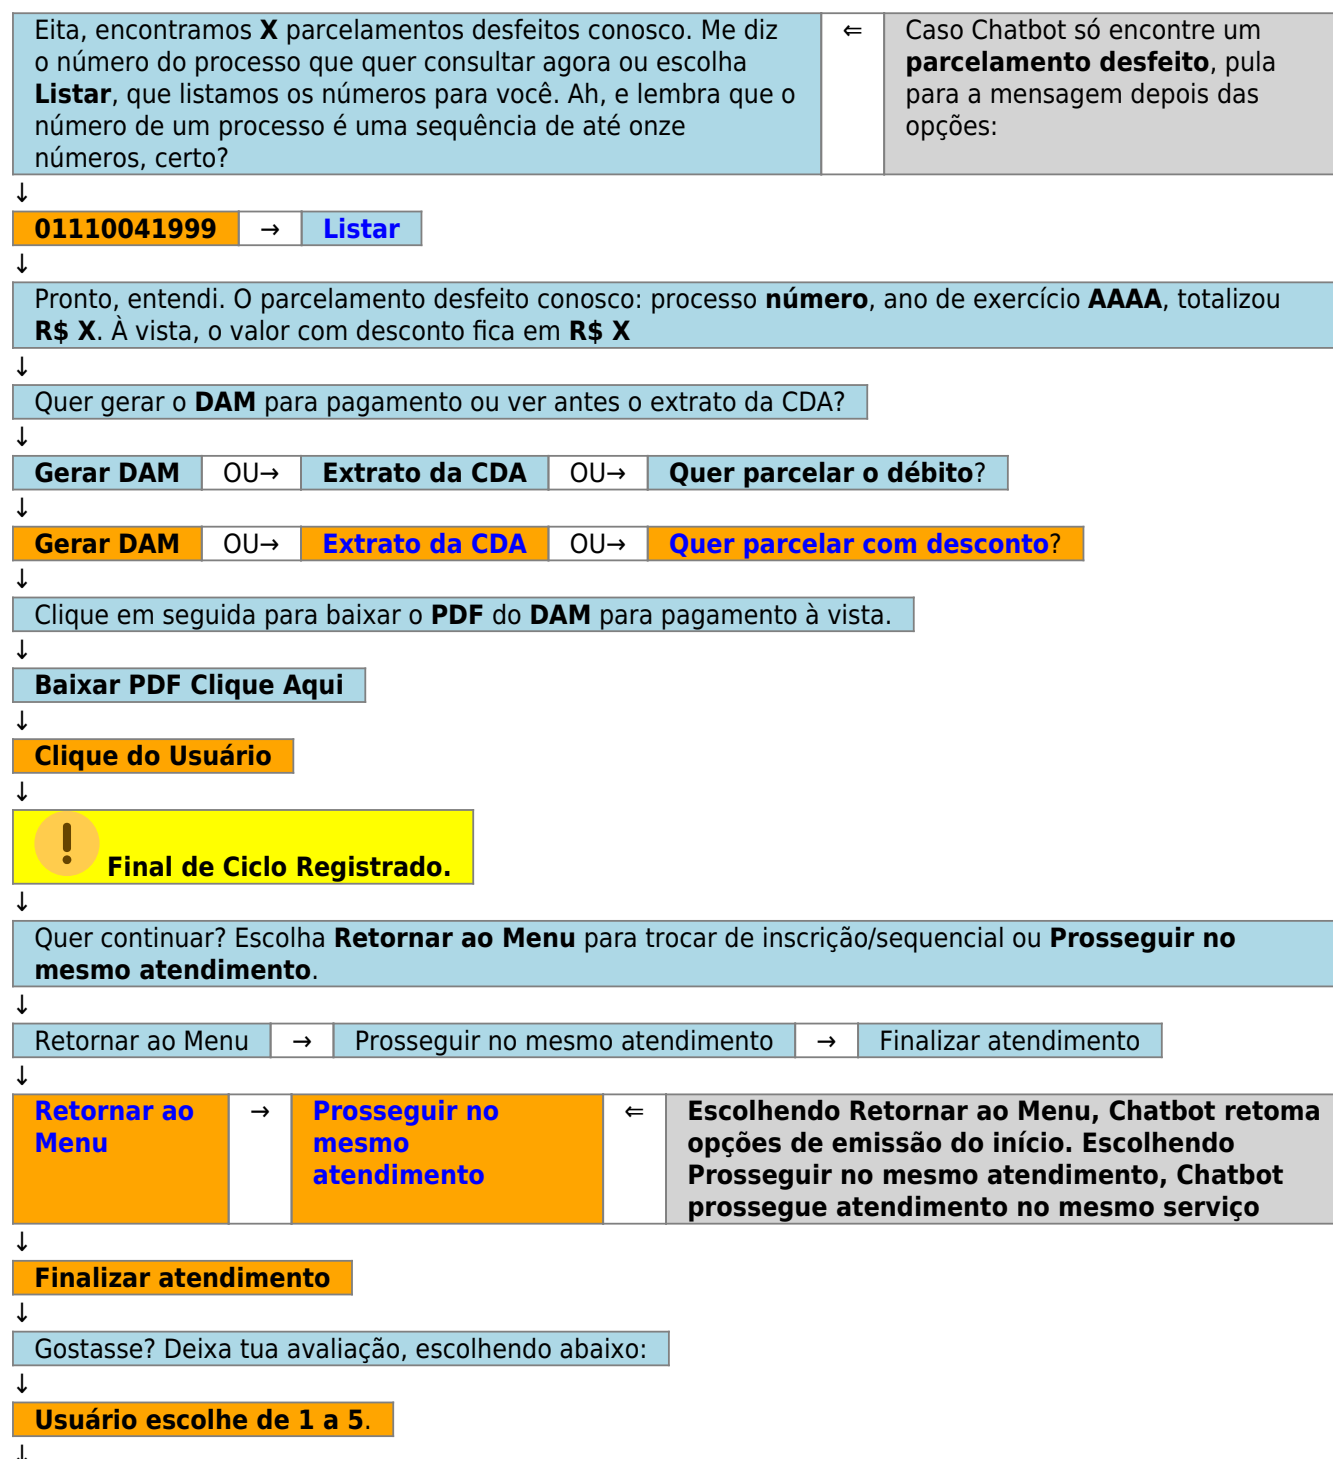 Eita, encontramos X parcelamentos desfeitos conosco. Me diz
o número do processo que quer consultar agora ou escolha
Listar, que listamos os números para você. Ah, e lembra que o
número de um processo é uma sequência de até onze
números, certo?
⇐
Caso Chatbot só encontre um
parcelamento desfeito, pula
para a mensagem depois das
opções:
↓
01110041999 → Listar
↓
Pronto, entendi. O parcelamento desfeito conosco: processo número, ano de exercício AAAA, totalizou
R$ X. À vista, o valor com desconto fica em R$ X
↓
Quer gerar o DAM para pagamento ou ver antes o extrato da CDA?
↓
Gerar DAM OU→ Extrato da CDA OU→ Quer parcelar o débito?
↓
Gerar DAM OU→ Extrato da CDA OU→ Quer parcelar com desconto?
↓
Clique em seguida para baixar o PDF do DAM para pagamento à vista.
↓
Baixar PDF Clique Aqui
↓
Clique do Usuário
↓
! Final de Ciclo Registrado.
↓
Quer continuar? Escolha Retornar ao Menu para trocar de inscrição/sequencial ou Prosseguir no
mesmo atendimento.
↓
Retornar ao Menu → Prosseguir no mesmo atendimento → Finalizar atendimento
↓
Retornar ao
Menu
→
Prosseguir no
mesmo
atendimento
⇐
Escolhendo Retornar ao Menu, Chatbot retoma
opções de emissão do início. Escolhendo
Prosseguir no mesmo atendimento, Chatbot
prossegue atendimento no mesmo serviço
↓
Finalizar atendimento
↓
Gostasse? Deixa tua avaliação, escolhendo abaixo:
↓
Usuário escolhe de 1 a 5.
↓